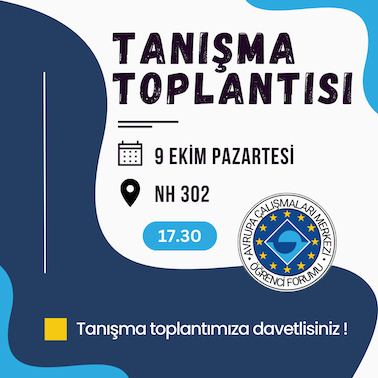 TANIŞMA
TOPLANTISI
9 EKİM PAZARTESİ
NH 302
17.30
AVRUPA ÇALIŞMALARI MERKEZİ
ÖĞRENCİ FORUMU
Tanışma toplantımıza davetlisiniz !